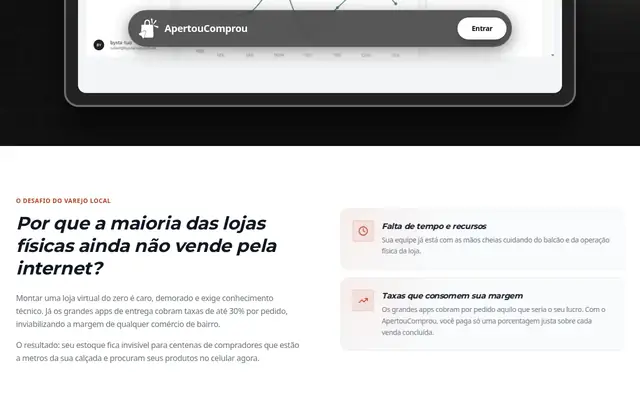 ApertouComprou
Entrar
O DESAFIO DO VAREJO LOCAL
Por que a maioria das lojas
físicas ainda não vende pela
internet?
Montar uma loja virtual do zero é caro, demorado e exige conhecimento
técnico. Já os grandes apps de entrega cobram taxas de até 30% por pedido,
inviabilizando a margem de qualquer comércio de bairro.
O resultado: seu estoque fica invisível para centenas de compradores que estão
a metros da sua calçada e procuram seus produtos no celular agora.
Falta de tempo e recursos
Sua equipe já está com as mãos cheias cuidando do balcão e da operação
física da loja.
Taxas que consomem sua margem
Os grandes apps cobram por pedido aquilo que seria o seu lucro. Com o
ApertouComprou, você paga só uma porcentagem justa sobre cada
venda concluída.